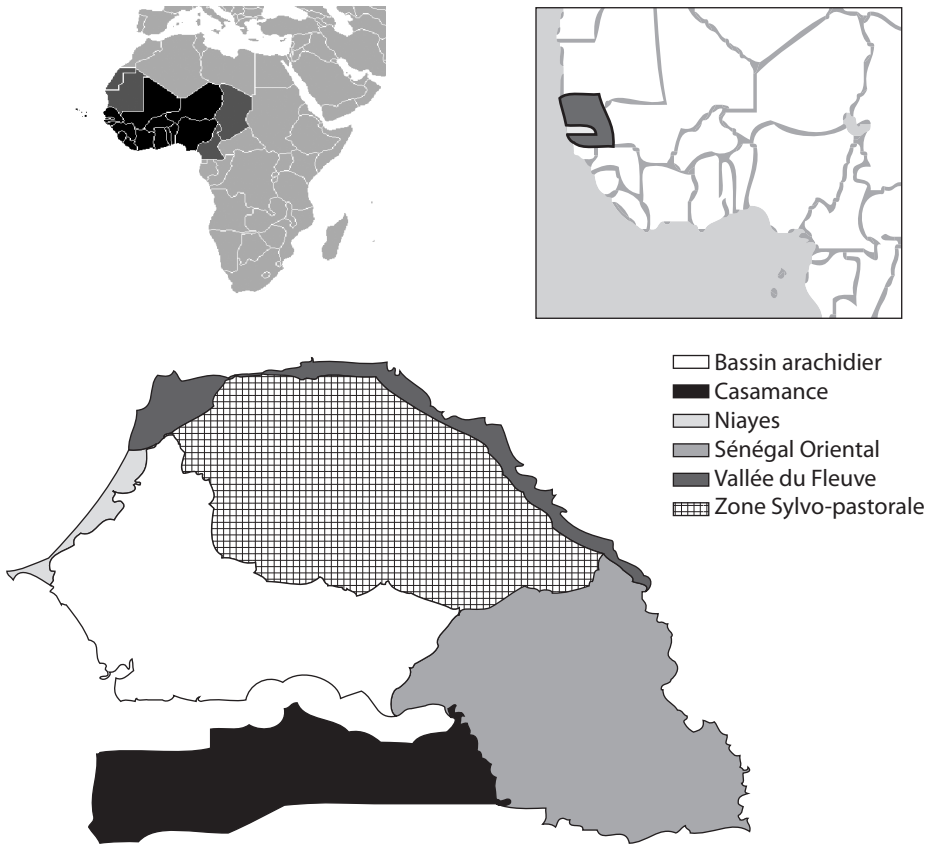 Bassin arachidier
Casamance
Niayes
Sénégal Oriental
Vallée du Fleuve
Zone Sylvo-pastorale